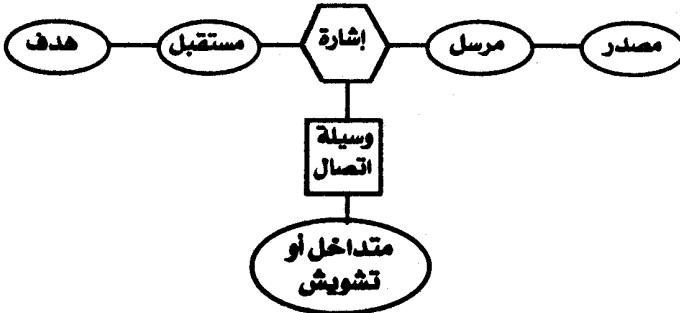 مصدر
مرسل
إشارة
مستقبل
هدف
وسيلة
اتصال
متداخل أو
تشويش